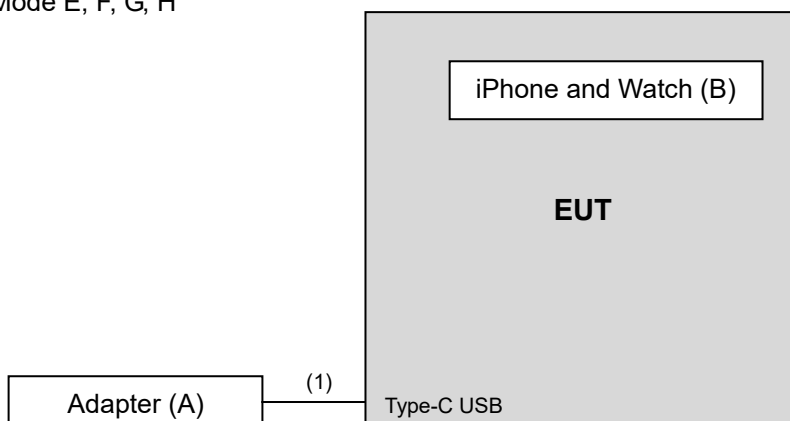 Mode E, F, G, H
iPhone and Watch (B)
EUT
(1)
Adapter (A)
Type-C USB